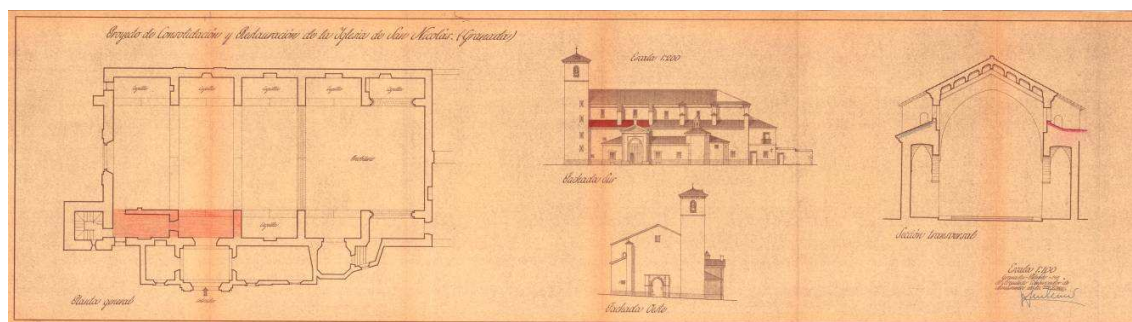 Proyecto de Consolidación y Restauración de la Iglesia de San Nicolás. (Granada)
Capilla
Capilla
Capilla
Capilla
Capilla
Presbiterio
Capilla
Planta general
Escala 1:200
Fachada Sur
Fachada Oeste
Sección transversal
Escala 1:100